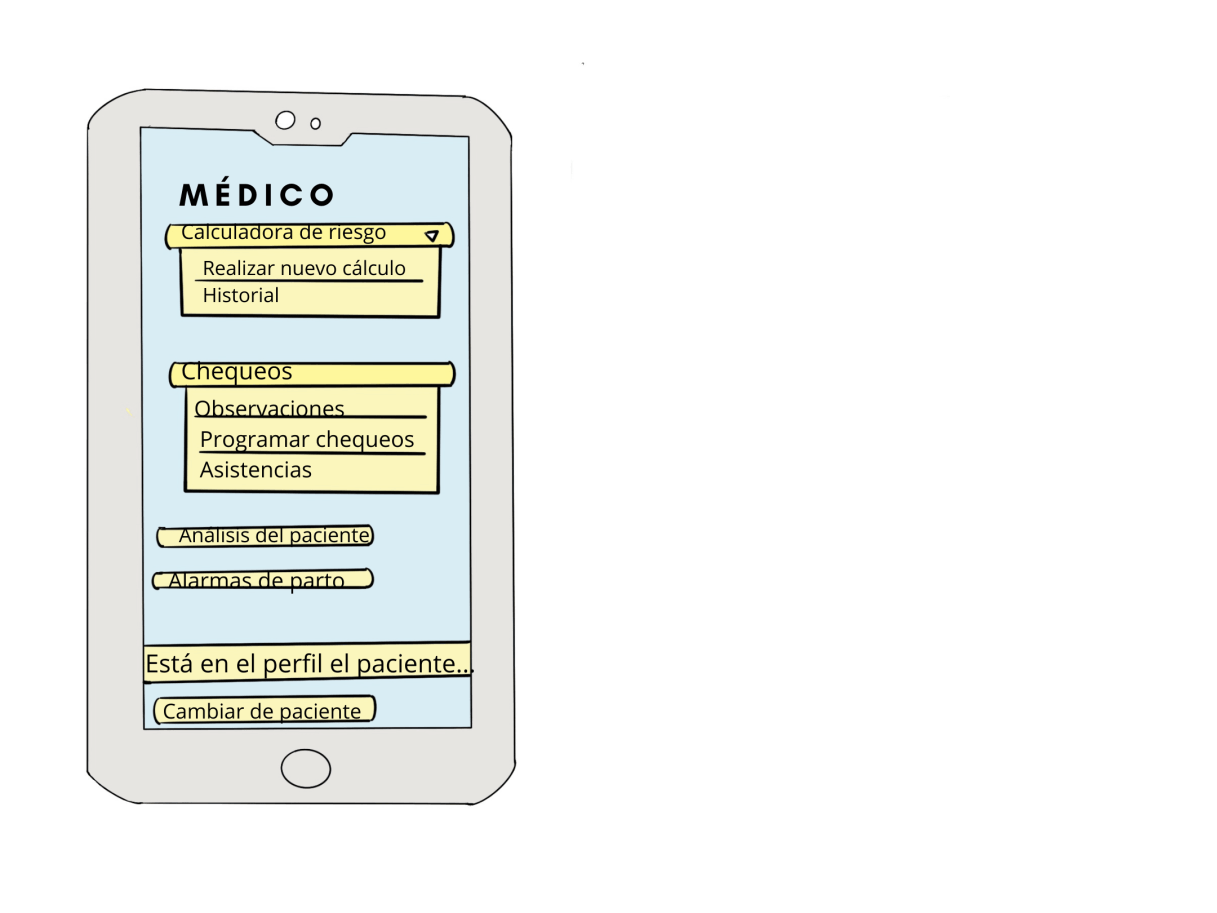 MÉDICO
Calculadora de riesgo
Realizar nuevo cálculo
Historial
Chequeos
Observaciones
Programar chequeos
Asistencias
Análisis del paciente
Alarmas de parto
Está en el perfil el paciente...
Cambiar de paciente